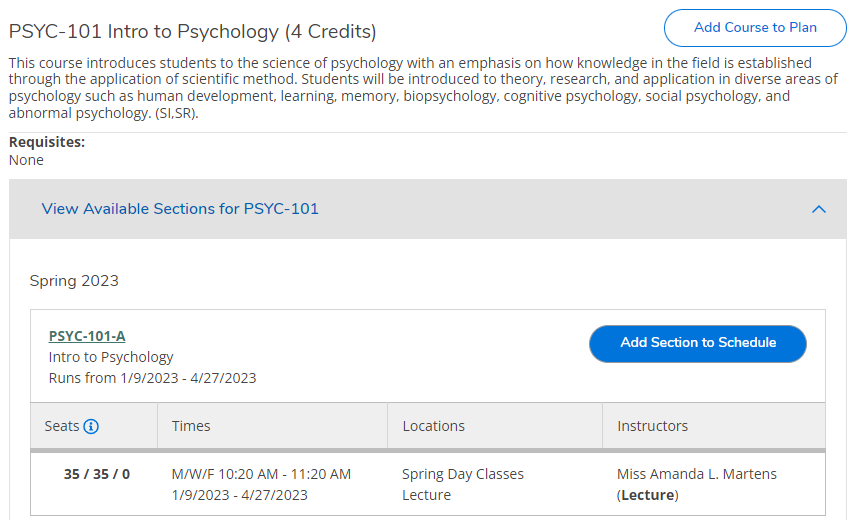 PSYC-101 Intro to Psychology (4 Credits)
Add Course to Plan
This course introduces students to the science of psychology with an emphasis on how knowledge in the field is established
through the application of scientific method. Students will be introduced to theory, research, and application in diverse areas of
psychology such as human development, learning, memory, biopsychology, cognitive psychology, social psychology, and
abnormal psychology. (SI,SR).
Requisites:
None
View Available Sections for PSYC-101
Spring 2023
PSYC-101-A
Intro to Psychology
Runs from 1/9/2023 - 4/27/2023
Add Section to Schedule
Seats Times Locations Instructors
35 / 35 / 0 M/W/F 10:20 AM - 11:20 AM Spring Day Classes Miss Amanda L. Martens
1/9/2023 - 4/27/2023 Lecture (Lecture)